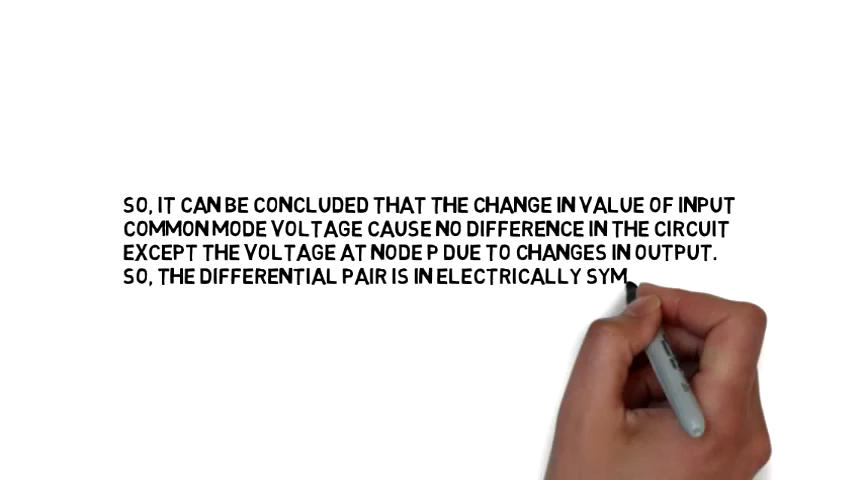 SO, IT CAN BE CONCLUDED THAT THE CHANGE IN VALUE OF INPUT
COMMON MODE VOLTAGE CAUSE NO DIFFERENCE IN THE CIRCUIT
EXCEPT THE VOLTAGE AT NODE P DUE TO CHANGES IN OUTPUT.
SO, THE DIFFERENTIAL PAIR IS IN ELECTRICALLY SYM